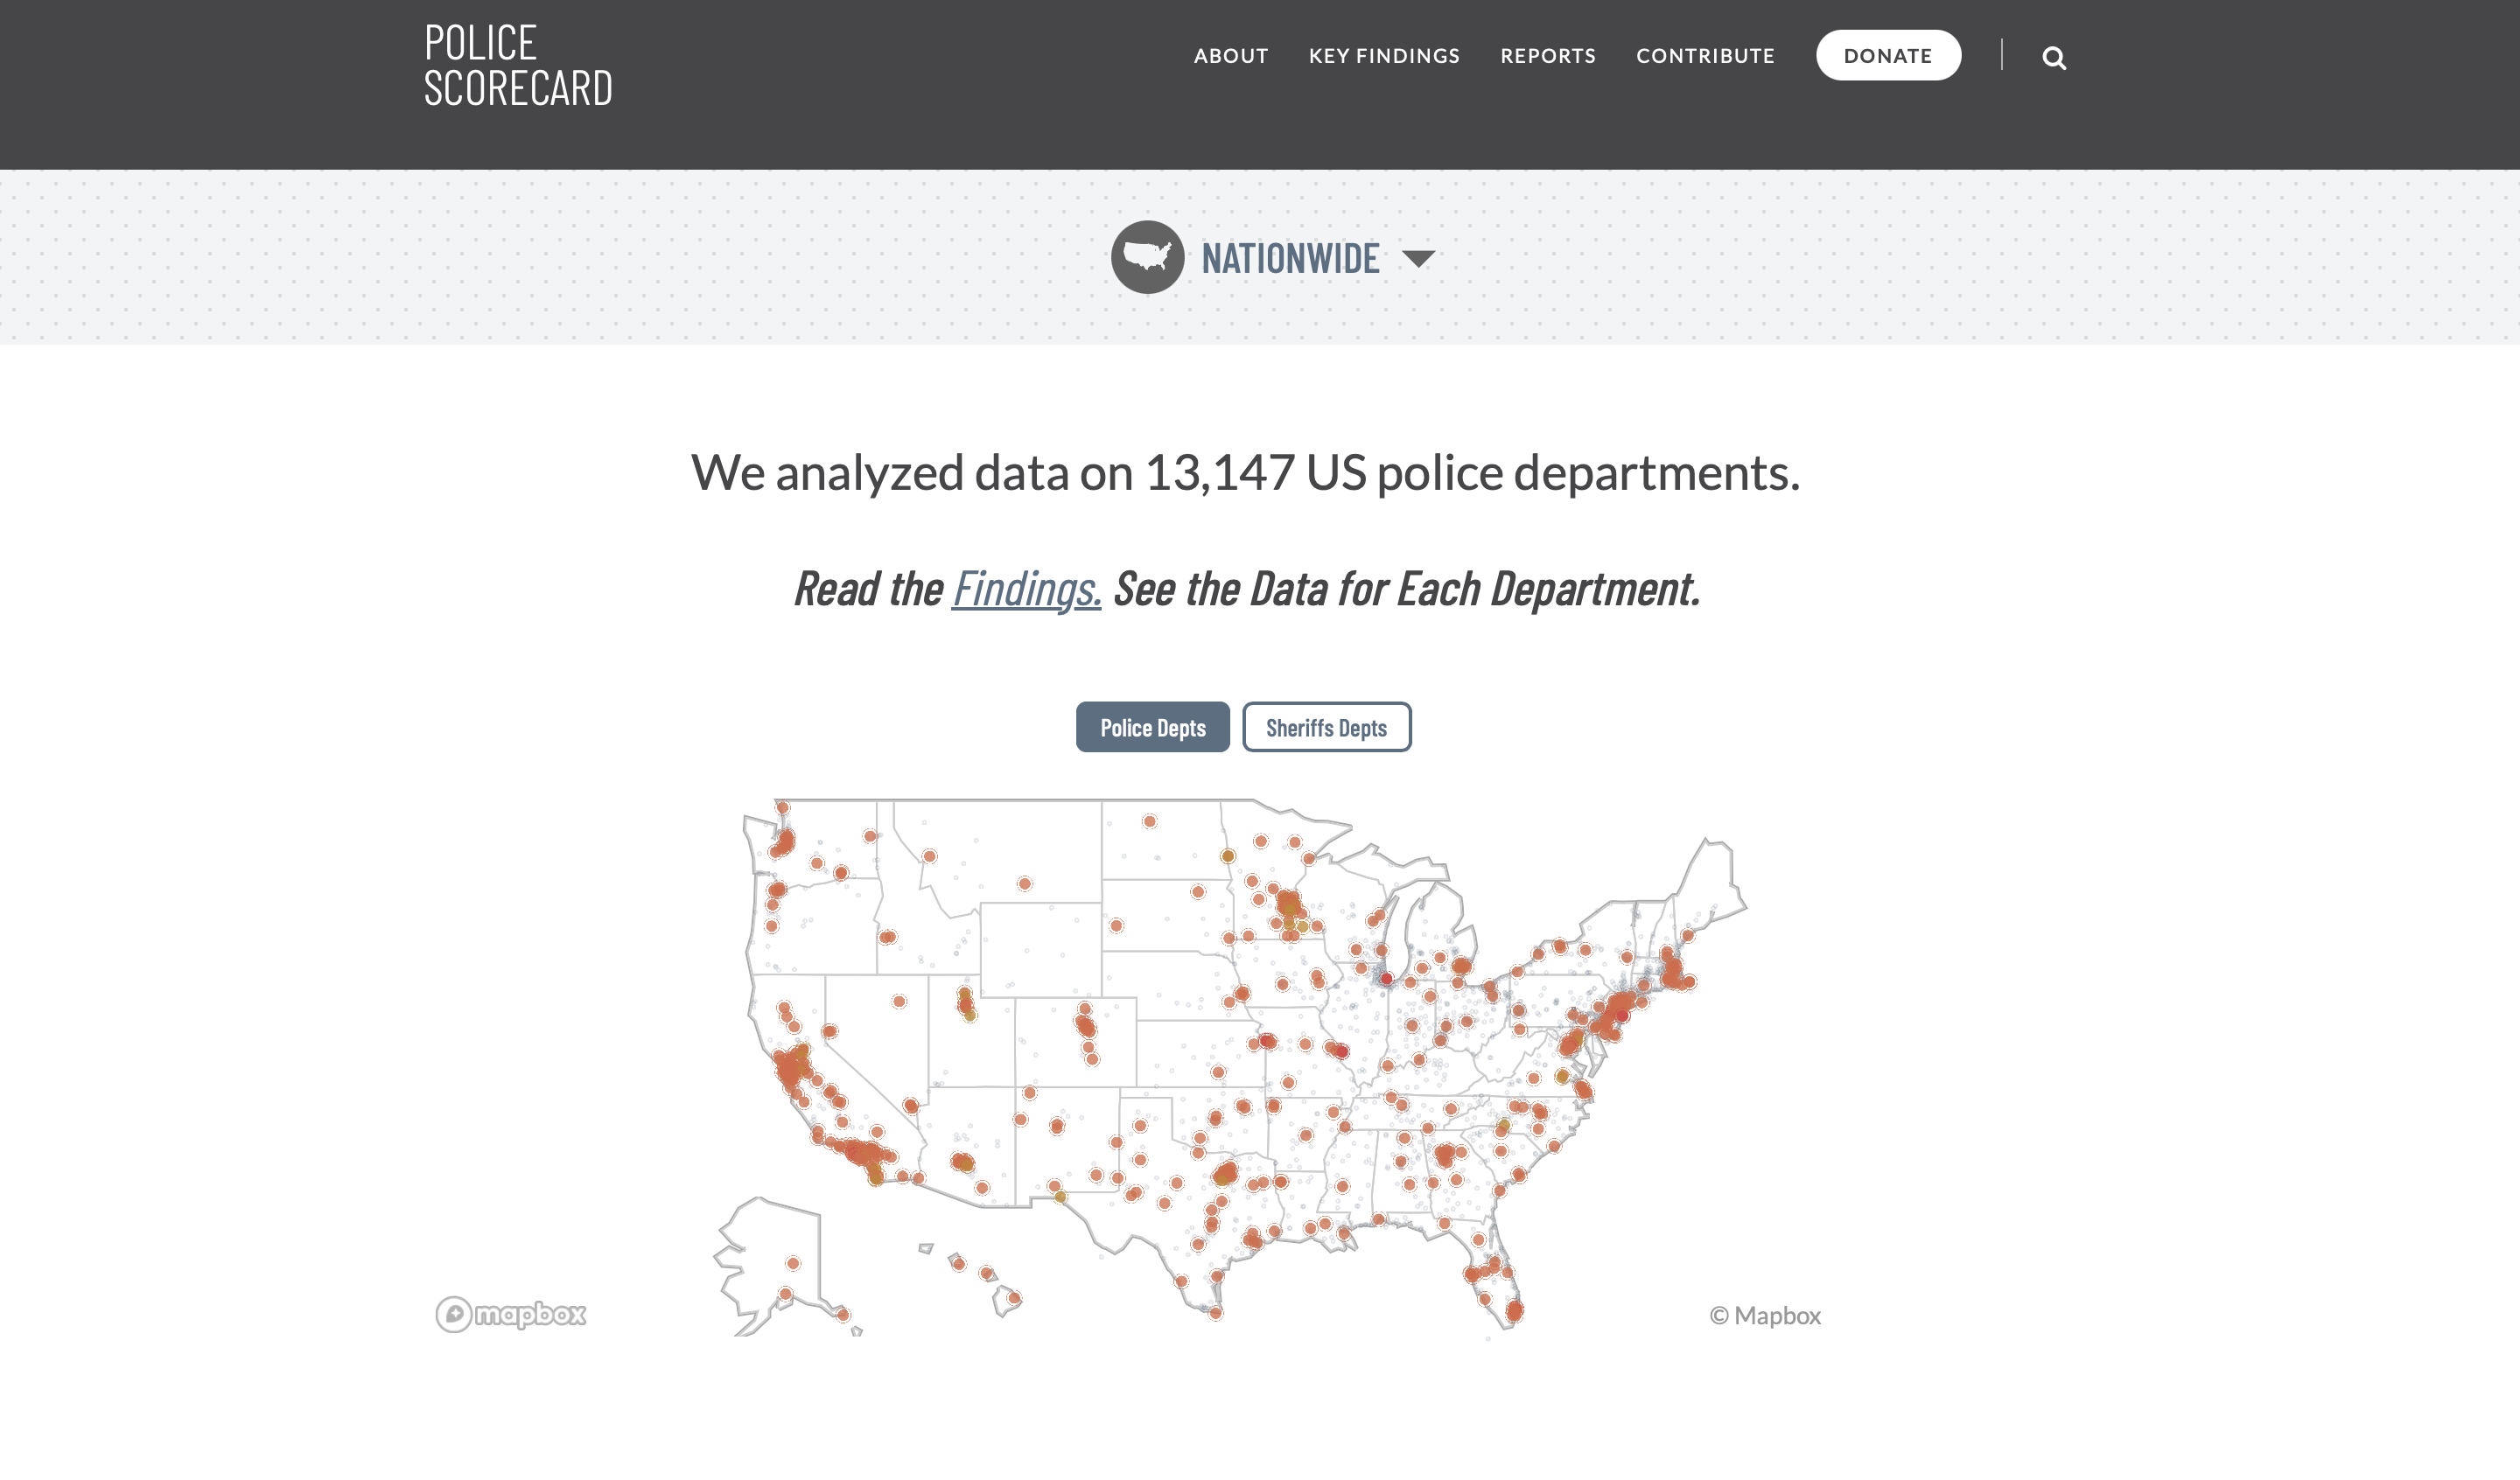 POLICE
SCORECARD
ABOUT
KEY FINDINGS
REPORTS
CONTRIBUTE
DONATE
NATIONWIDE
We analyzed data on 13,147 US police departments.
Read the Findings. See the Data for Each Department.
Police Depts
Sheriffs Depts
mapbox
© Mapbox